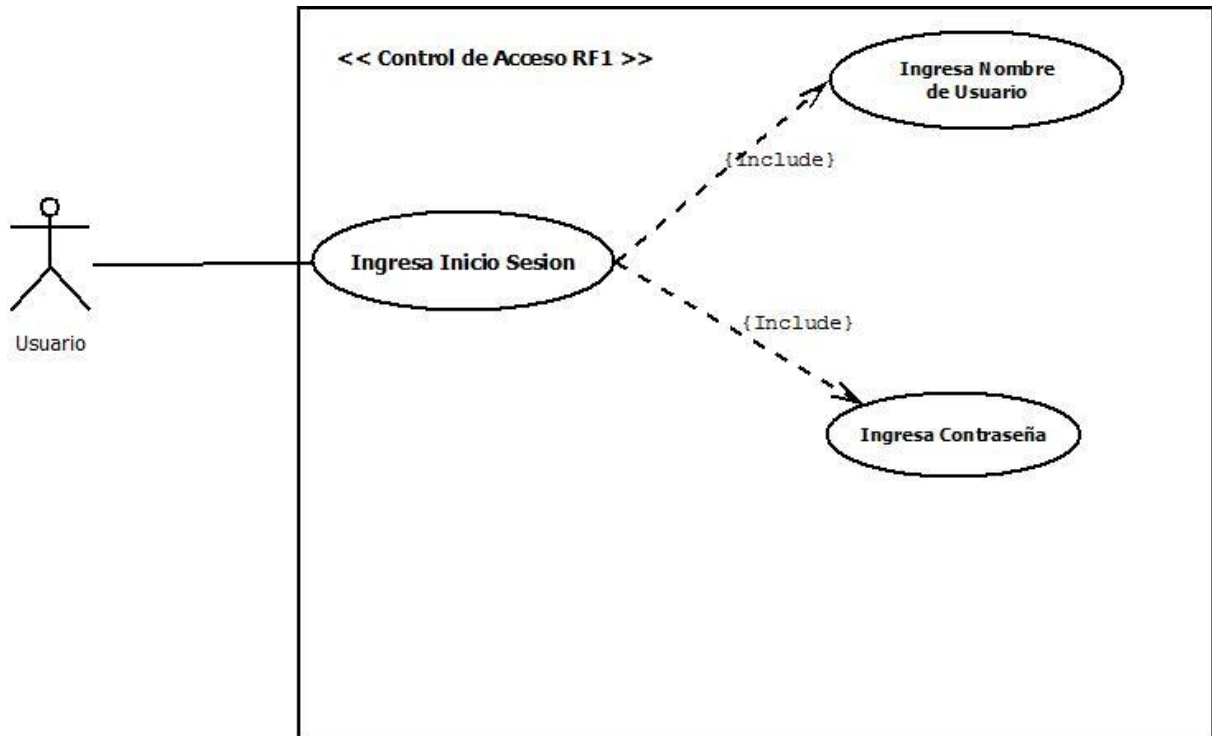 << Control de Acceso RF1 >>
Ingresa Nombre
de Usuario
{Include}
Ingresa Inicio Sesion
{Include}
Usuario
Ingresa Contraseña